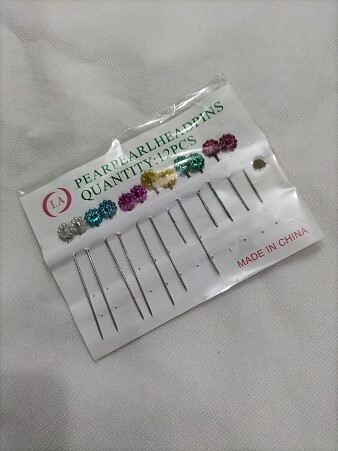 LA
PEARPEARLHEADPINS
QUANTITY:12PCS
MADE IN CHINA